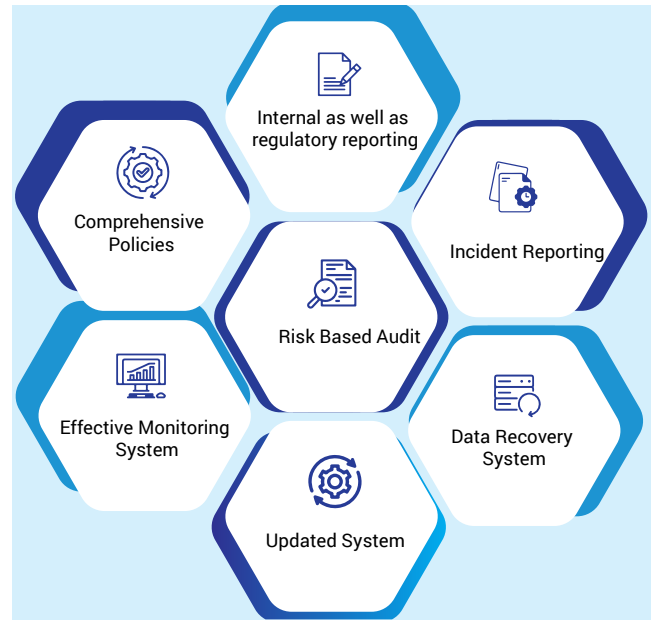 Internal as well as
regulatory reporting
Comprehensive
Policies
Incident Reporting
Risk Based Audit
Effective Monitoring
System
Data Recovery
System
Updated System